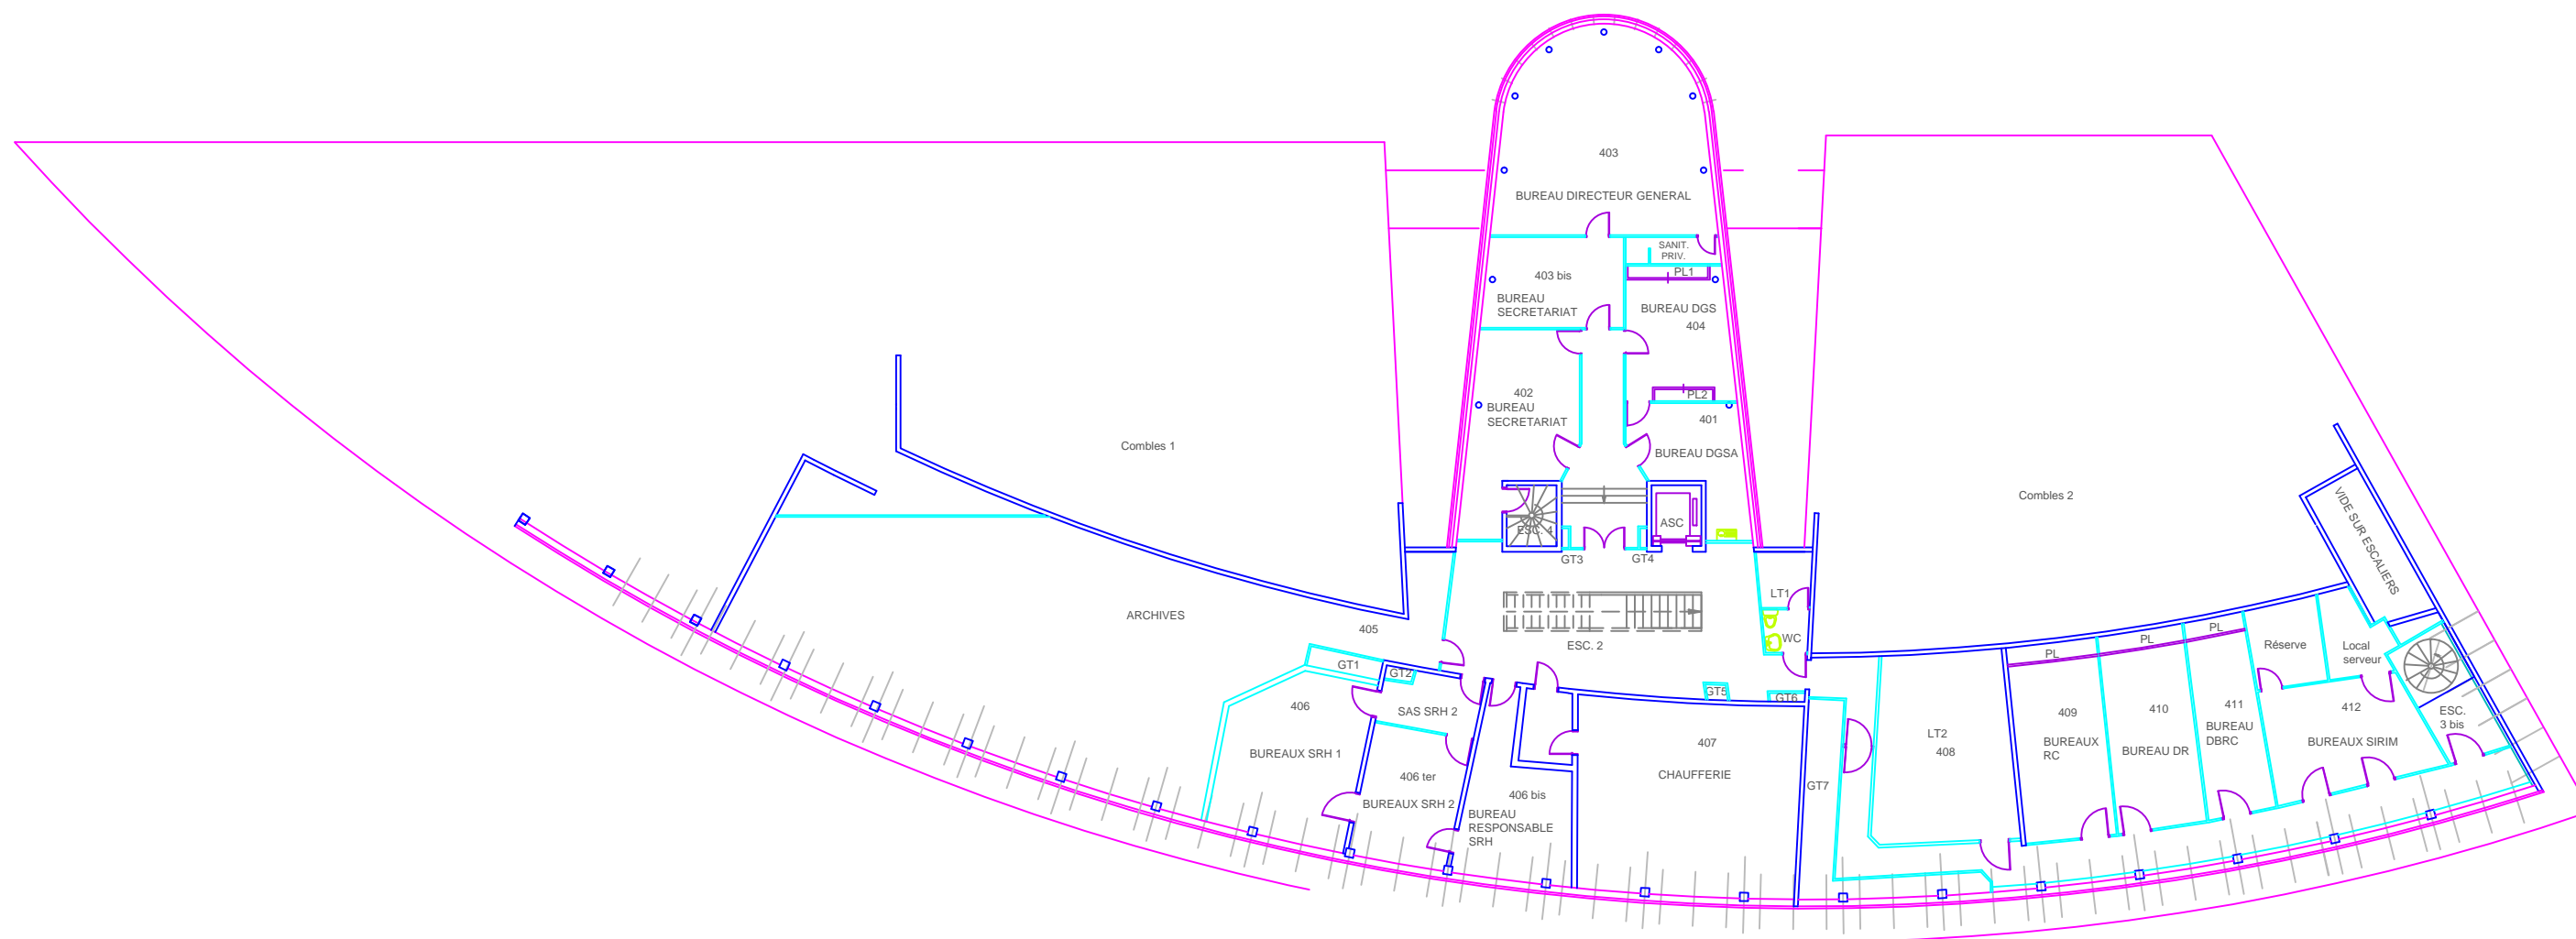 403
BUREAU DIRECTEUR GENERAL
SANIT.
PRIV.
PL1
403 bis
BUREAU
SECRETARIAT
BUREAU DGS
404
402
BUREAU
SECRETARIAT
PL2
401
BUREAU DGSA
Combles 1
Combles 2
VIDE SUR ESCALIERS
ESC. 4
ASC
GT3
GT4
LT1
WC
ESC. 2
ARCHIVES
405
GT1
GT2
406
SAS SRH 2
BUREAUX SRH 1
406 ter
BUREAUX SRH 2
406 bis
BUREAU
RESPONSABLE
SRH
GT5
GT6
407
CHAUFFERIE
GT7
LT2
408
PL
PL
PL
409
BUREAUX
RC
410
BUREAU DR
411
BUREAU
DBRC
Réserve
Local
serveur
412
BUREAUX SIRIM
ESC.
3 bis